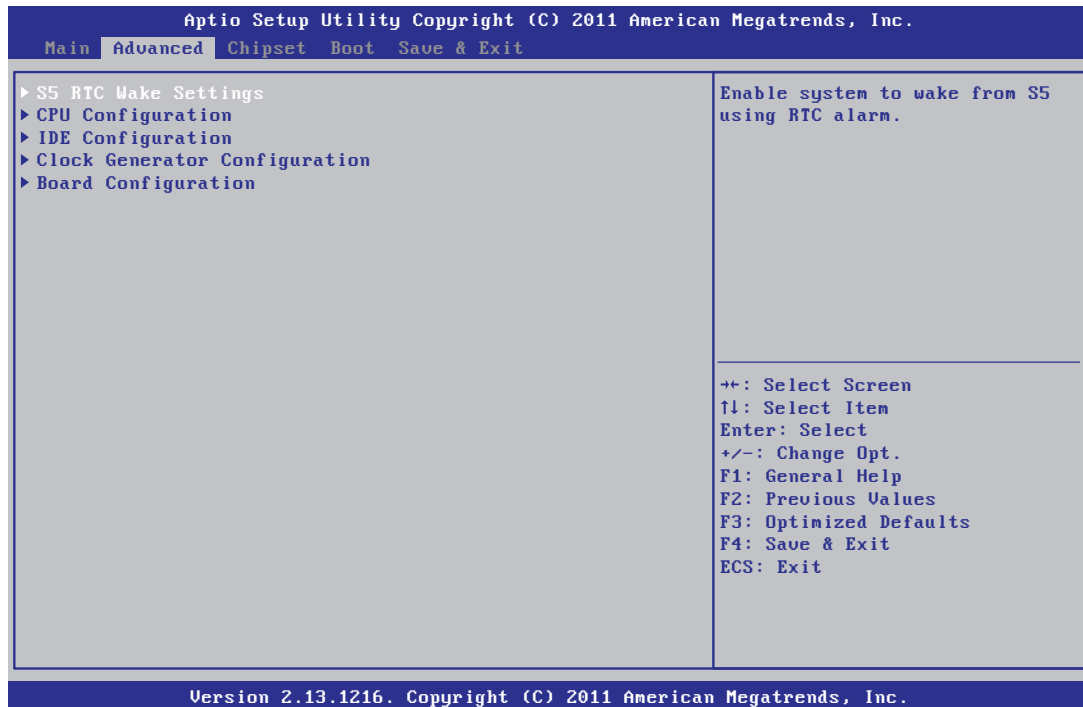 Aptio Setup Utility Copyright (C) 2011 American Megatrends, Inc.
Main Advanced Chipset Boot Save & Exit
S5 RTC Wake Settings
CPU Configuration
IDE Configuration
Clock Generator Configuration
Board Configuration
Enable system to wake from S5
using RTC alarm.
→←: Select Screen
↑↓: Select Item
Enter: Select
+/-: Change Opt.
F1: General Help
F2: Previous Values
F3: Optimized Defaults
F4: Save & Exit
ECS: Exit
Version 2.13.1216. Copyright (C) 2011 American Megatrends, Inc.